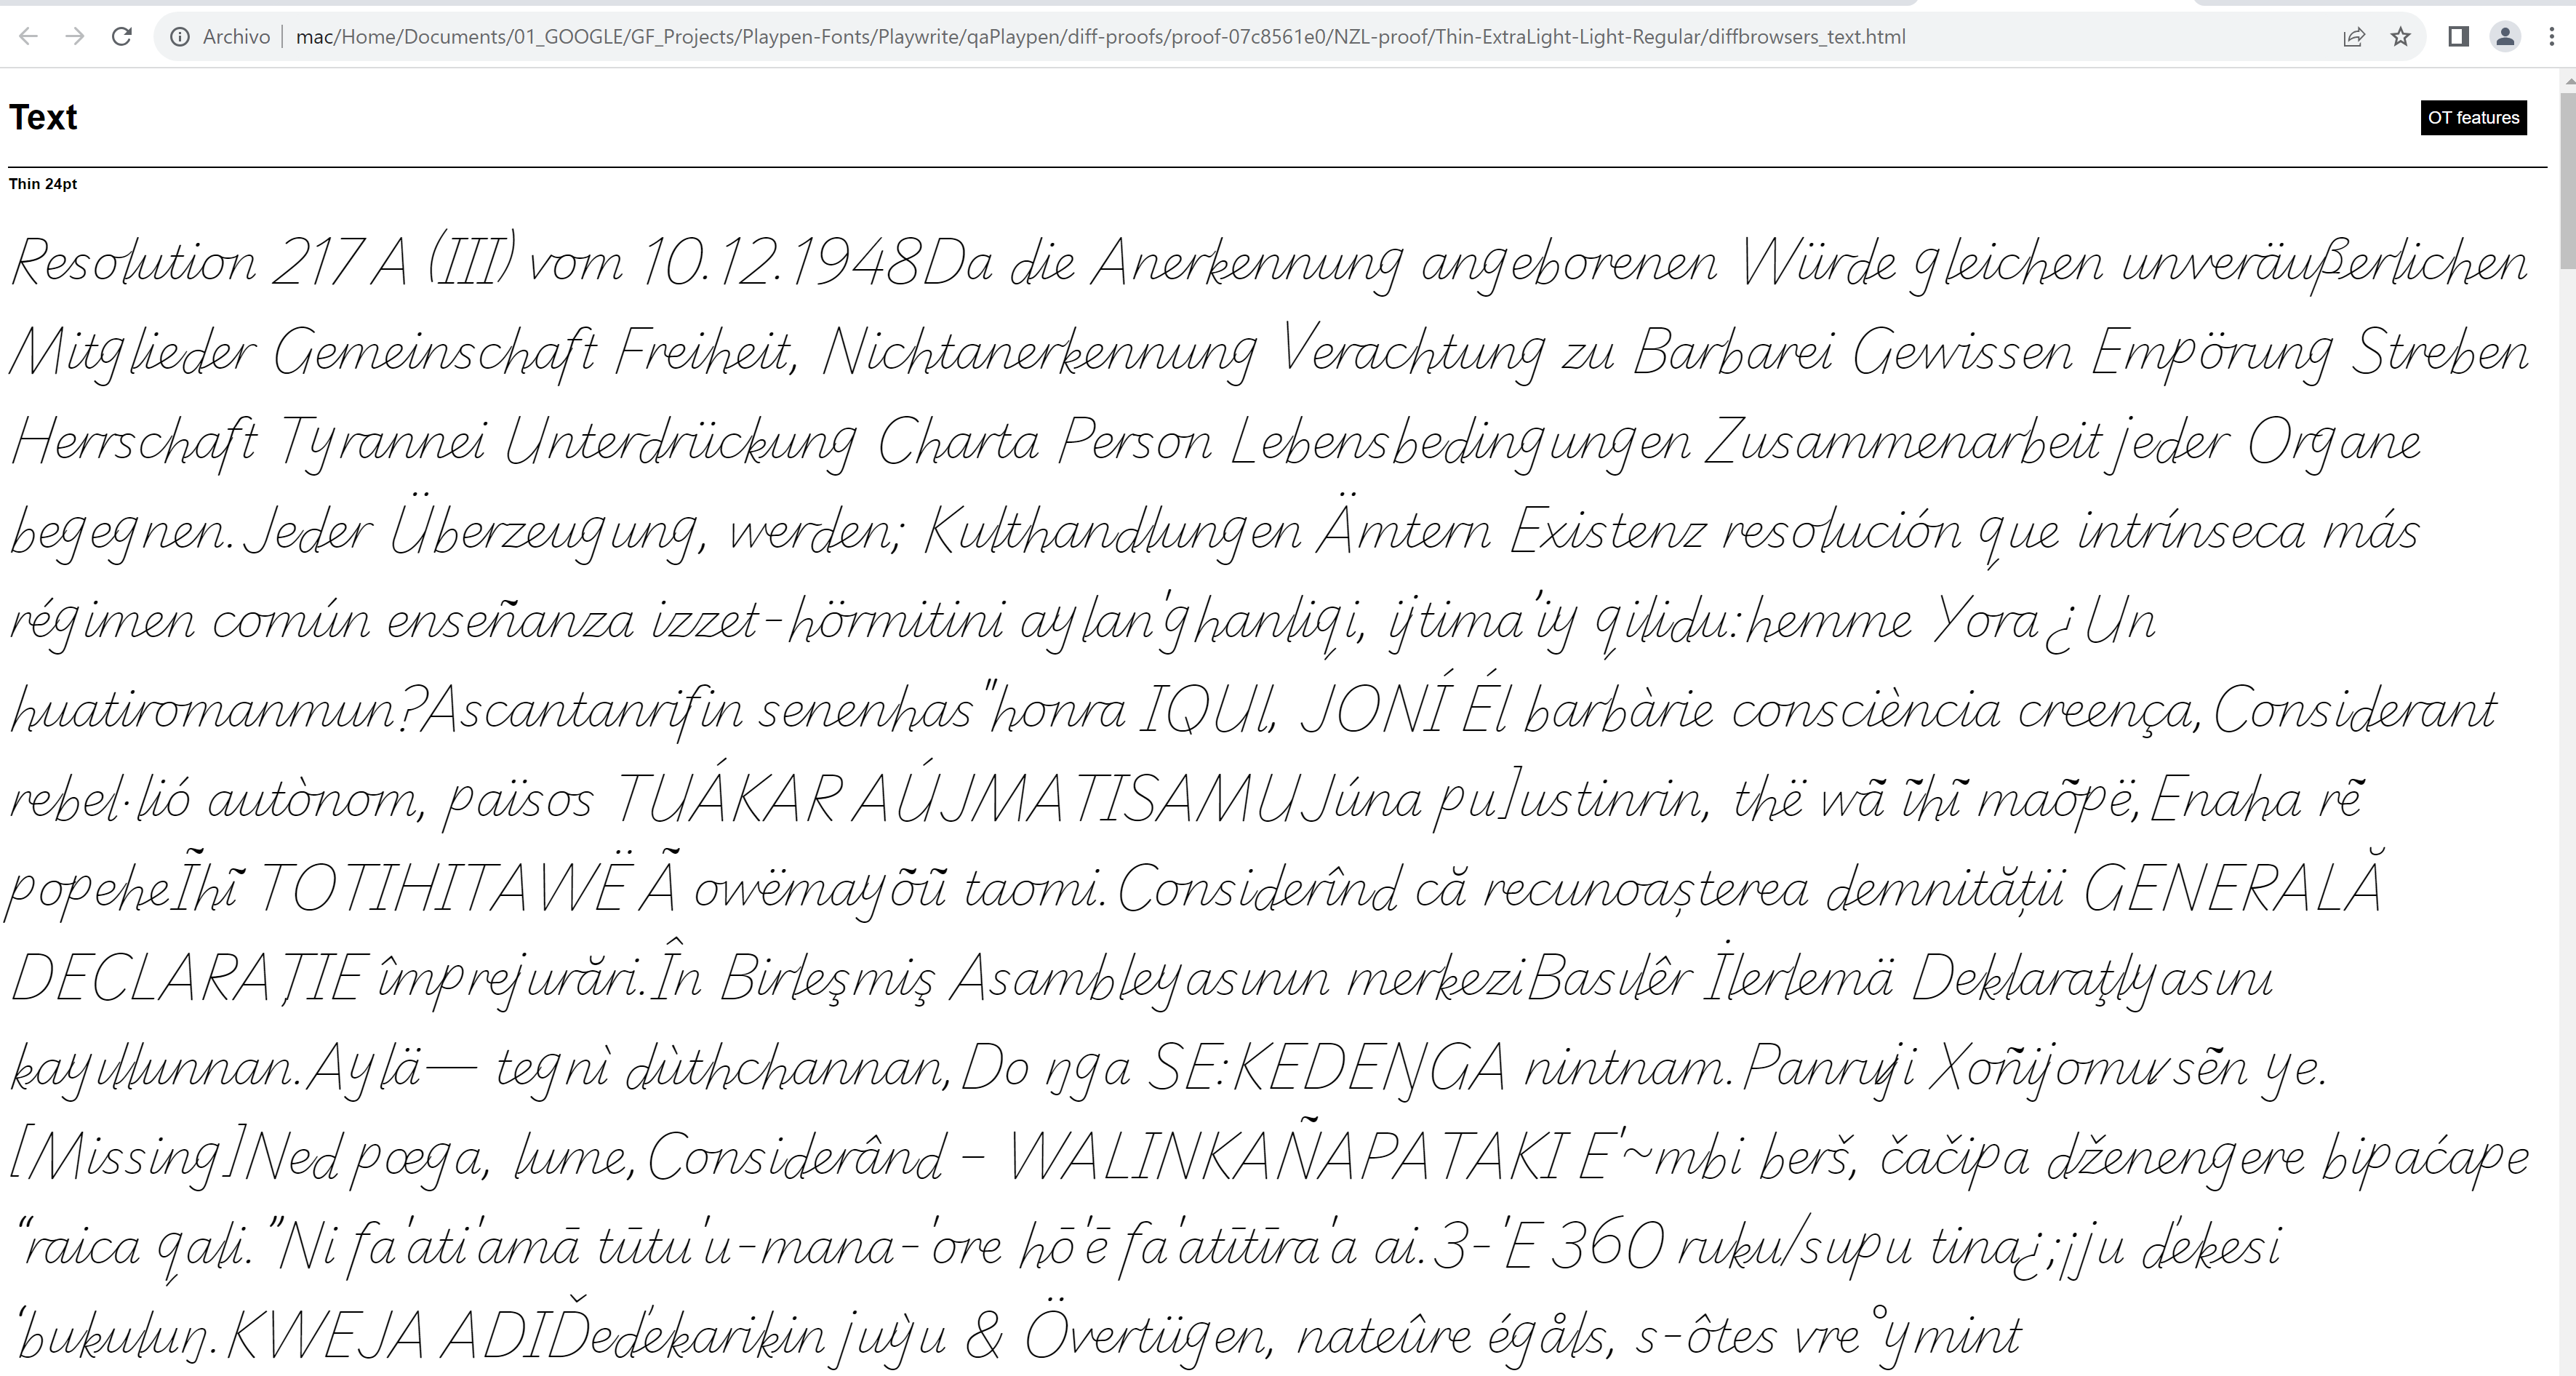 Archivo | mac/Home/Documents/01_GOOGLE/GF_Projects/Playpen-Fonts/Playwrite/qaPlaypen/diff-proofs/proof-07c8561e0/NZL-proof/Thin-ExtraLight-Light-Regular/diffbrowsers_text.html
Text
OT features
Thin 24pt
Resolution 217 A (III) vom 10.12.1948Da die Anerkennung angeborenen Würde gleichen unveräußerlichen
Mitglieder Gemeinschaft Freiheit, Nichtanerkennung Verachtung zu Barbarei Gewissen Empörung Streben
Herrschaft Tyrannei Unterdrückung Charta Person Lebensbedingungen Zusammenarbeit jeder Organe
begegnen. Jeder Überzeugung, werden; Kulthandlungen Ämtern Existenz resolución que intrínseca más
régimen común enseñanza izzet-hörmitini aylan'ghanliqi, ijtima'iy qilidu:hemme Yora ¿Un
huatiromanmun?Ascantanrifin senenhas"honra IQUI, JONÍ Él barbàrie consciència creença, Considerant
rebel·lió autònom, països TUÁKAR AÚJMATISAMU Júna pu]ustinrin, thë wã ĩhĩ maõpë, Enaha rẽ
popeheĨhĩ TOTIHITAWË Ã owëmayõũ taomi. Considerînd că recunoașterea demnității GENERALĂ
DECLARAȚIE împrejurări.În Birleşmiş Asambleyasının merkeziBasılêr İlerlemä Deklaraţlyasını
kayıllunnan.Aylä— tegnì dùthchannan, Do ŋga SE:KEDEŊGA nintnam. Panruji Xoñijomuꞌsẽn ye.
[Missing]Ned pœga, lume, Considerând – WALINKAÑAPATAKI E'~mbi berš, čačipa dženengere bipaćape
“raica qali.”Ni fa'ati'amā tūtu'u-mana-'ore hō'ē fa'atītīra'a ai. 3-'E 360 ruku/supu tina¿;¡ju ďekesi
‘bukuluŋ. KWEJA ADIĎeďekarikin juỳu & Övertügen, nateûre égåls, s-ôtes vre°ymint